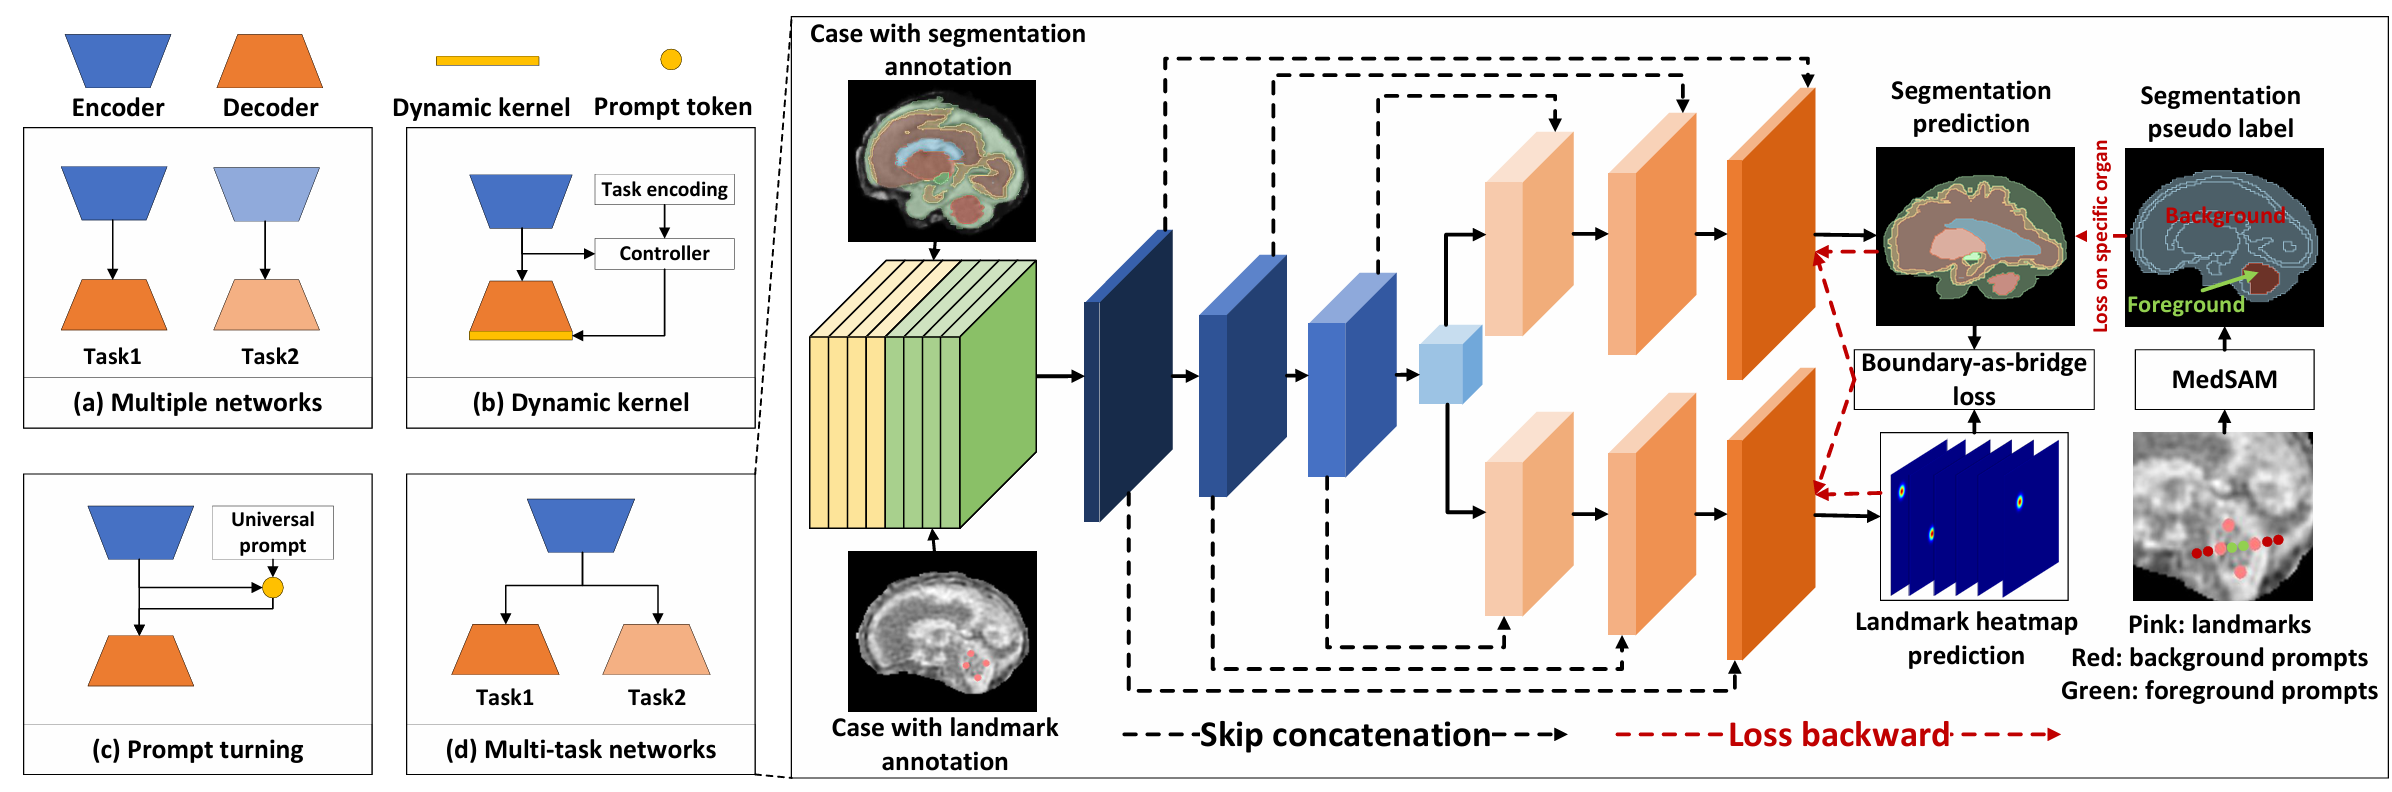 Encoder
Decoder
Dynamic kernel
Prompt token
Task1
Task2
(a) Multiple networks
Task encoding
Controller
(b) Dynamic kernel
Universal
prompt
(c) Prompt turning
Task1
Task2
(d) Multi-task networks
Case with segmentation
annotation
Case with landmark
annotation
Skip concatenation
Loss backward
Segmentation
prediction
Loss on specific organ
Segmentation
pseudo label
Background
Foreground
Boundary-as-bridge
loss
MedSAM
Landmark heatmap
prediction
Pink: landmarks
Red: background prompts
Green: foreground prompts